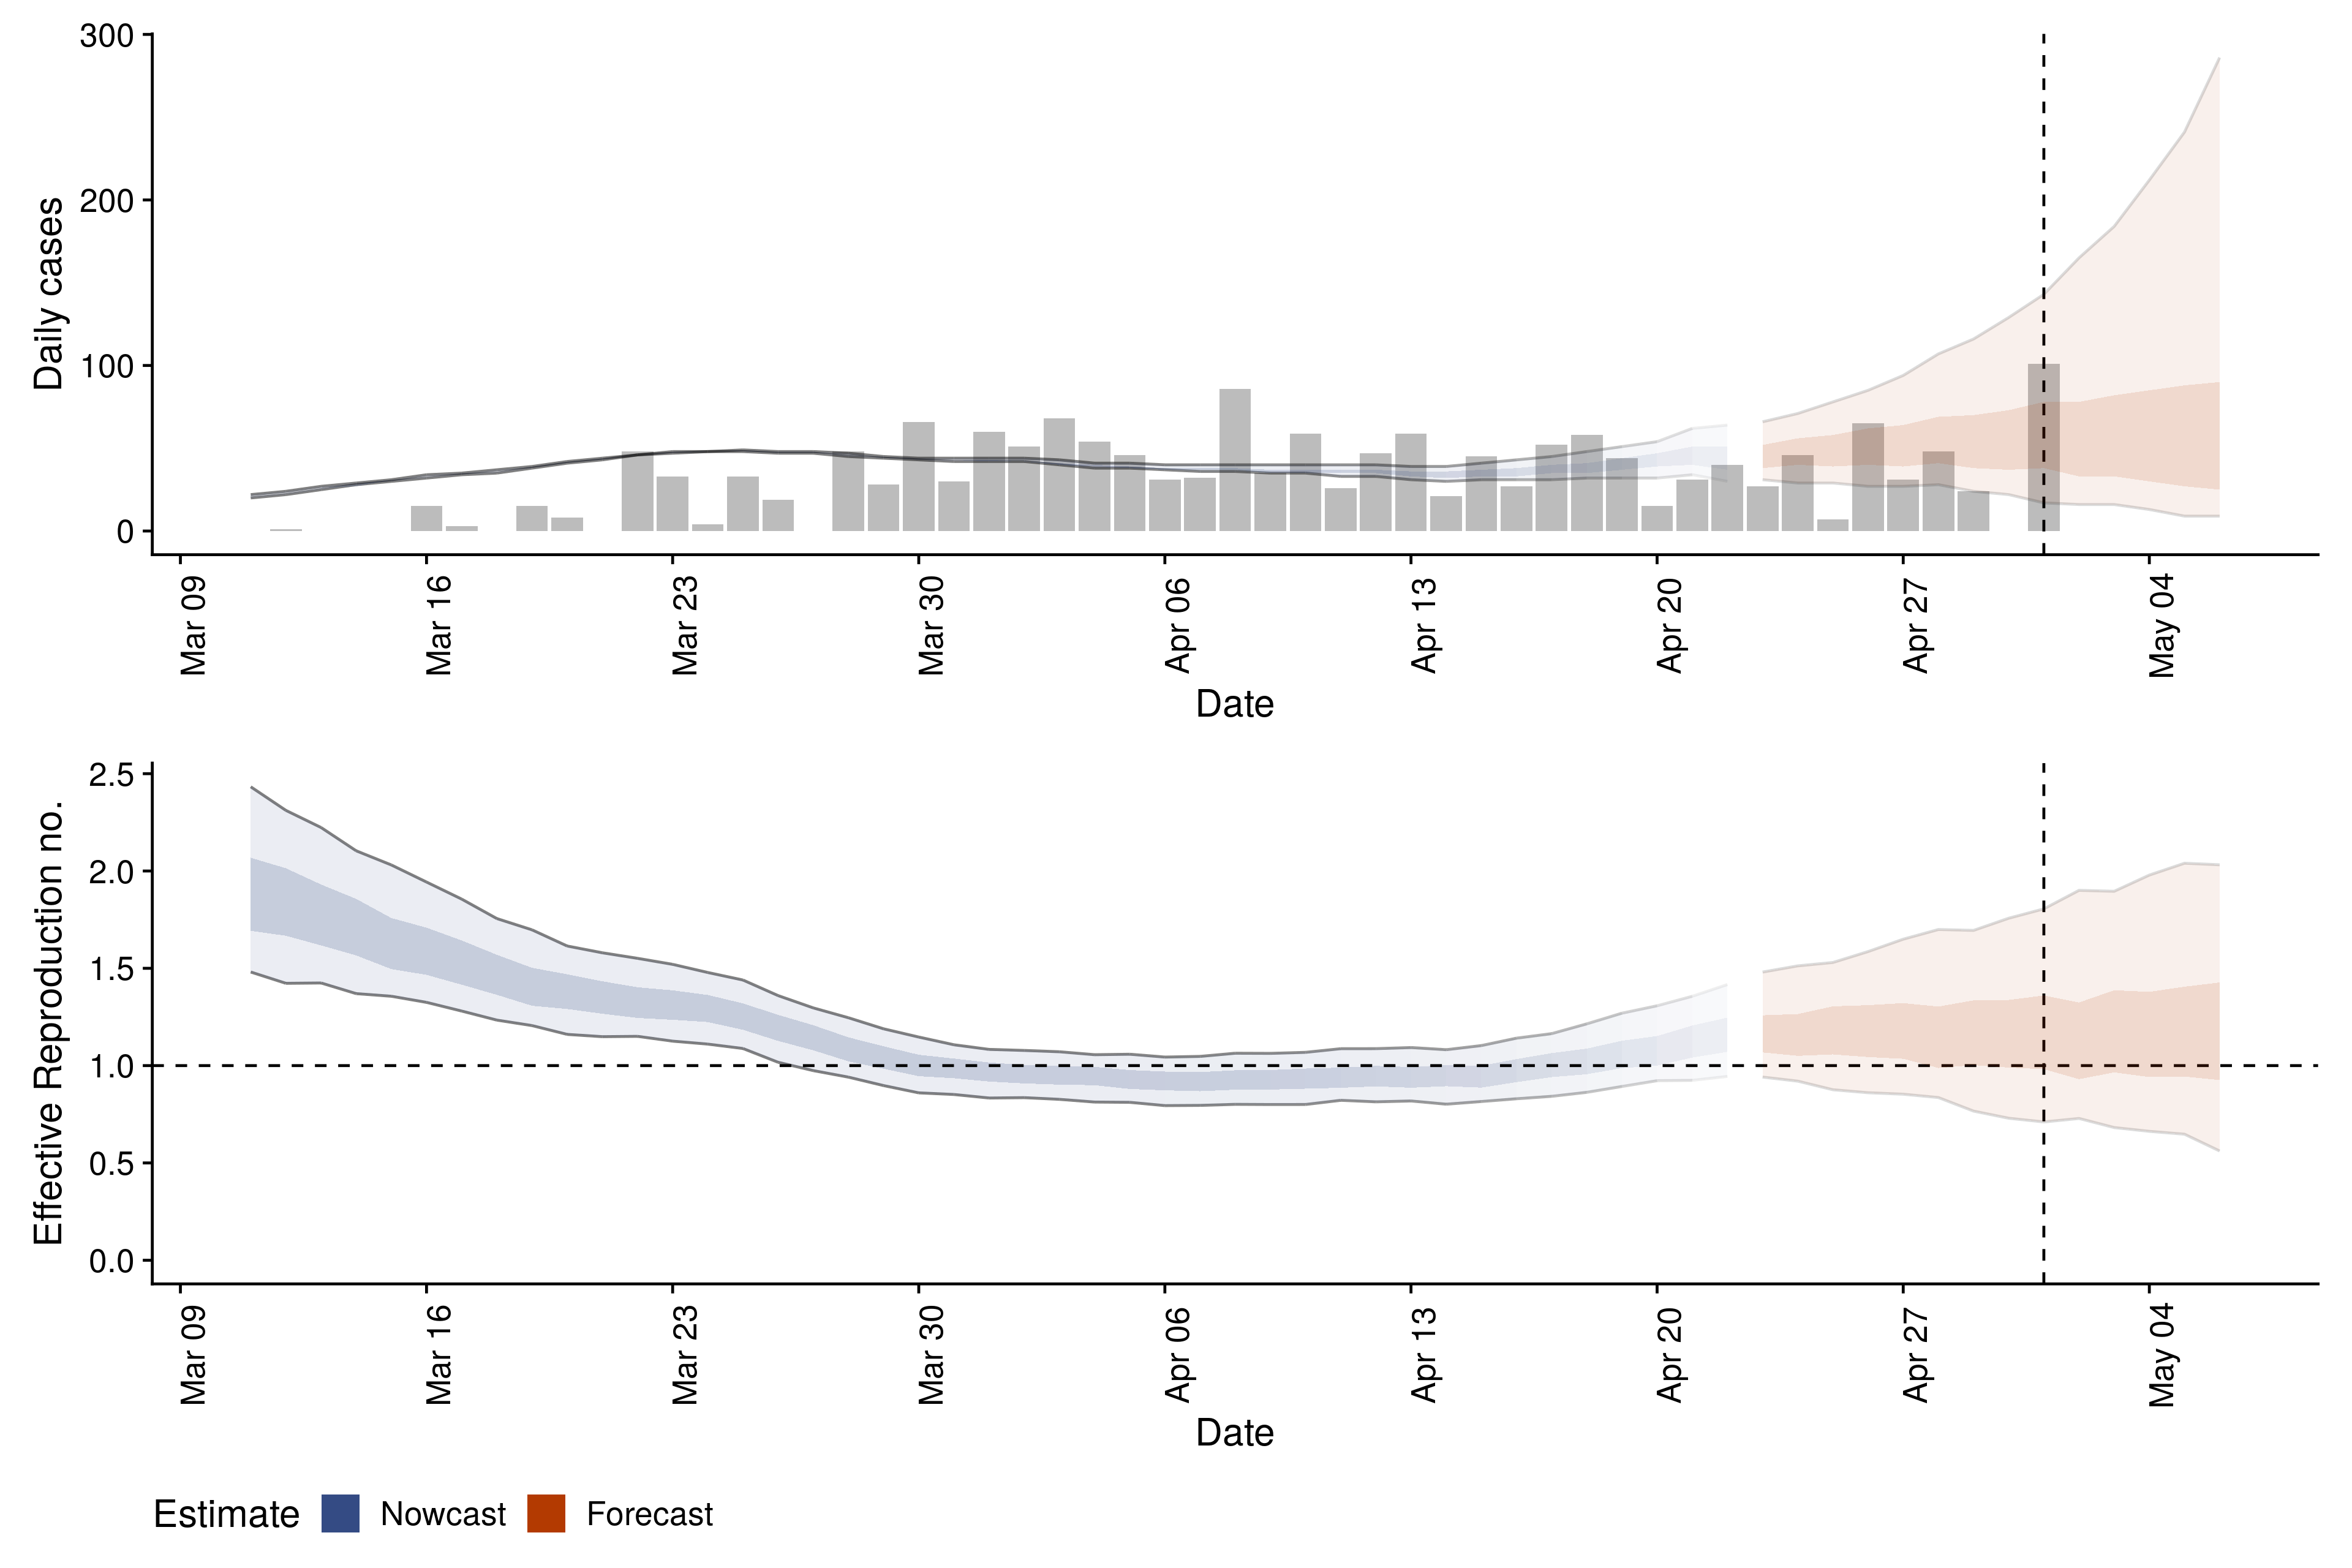 Daily cases
300
200
100
0
Mar 09
Mar 16
Mar 23
Mar 30
Apr 06
Apr 13
Apr 20
Apr 27
May 04
Date
Effective Reproduction no.
2.5
2.0
1.5
1.0
0.5
0.0
Mar 09
Mar 16
Mar 23
Mar 30
Apr 06
Apr 13
Apr 20
Apr 27
May 04
Date
Estimate Nowcast Forecast